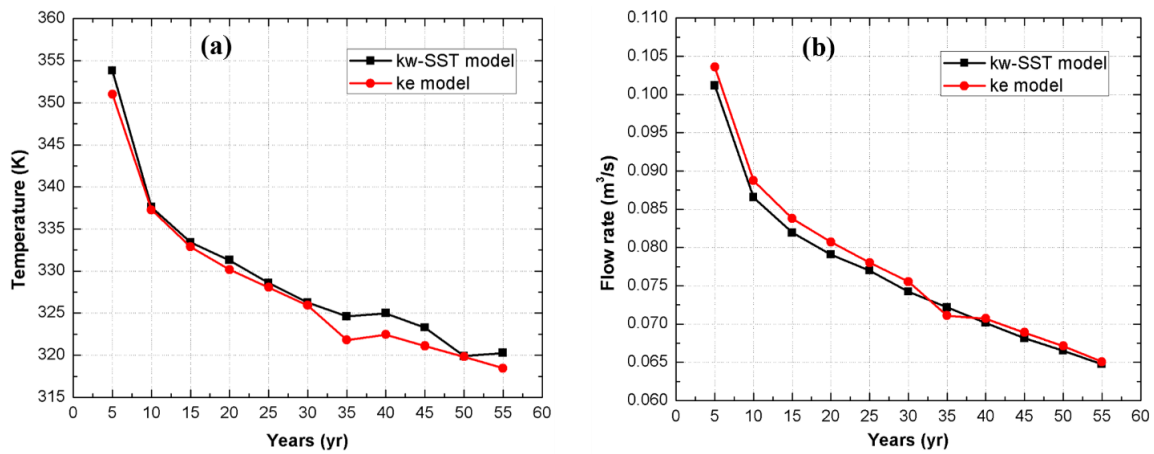 (a)
kw-SST model
ke model
Temperature (K)
360
355
350
345
340
335
330
325
320
315
0 5 10 15 20 25 30 35 40 45 50 55 60
Years (yr)
(b)
kw-SST model
ke model
Flow rate (m³/s)
0.110
0.105
0.100
0.095
0.090
0.085
0.080
0.075
0.070
0.065
0.060
0 5 10 15 20 25 30 35 40 45 50 55 60
Years (yr)